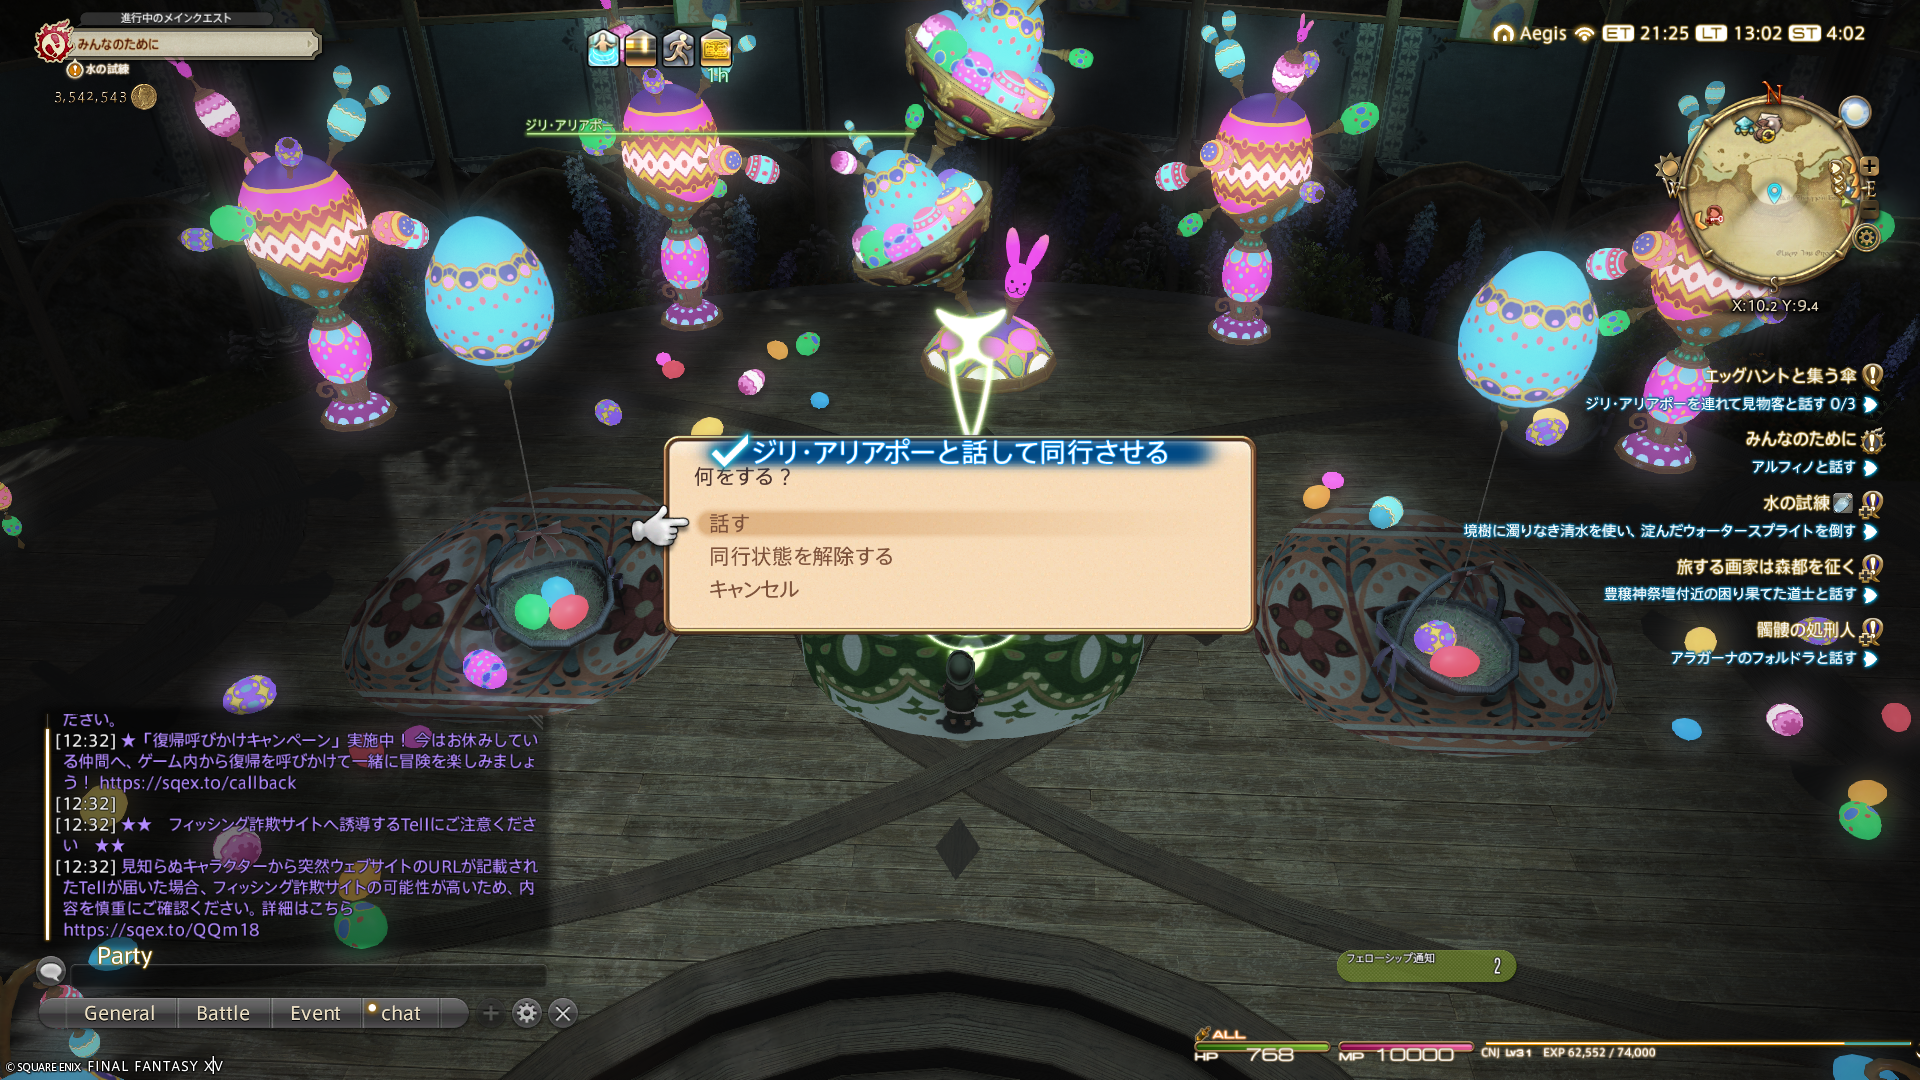 進行中のメインクエスト
みんなのために
水の試練
3,542,543
1h
Aegis ET 21:25 LT 13:02 ST 4:02
ジリ・アリアポー
N
W
E
S
X:10.2 Y:9.4
エッグハントと集う傘
ジリ・アリアポーを連れて見物客と話す 0/3
みんなのために
アルフィノと話す
水の試練
境樹に濁りなき清水を使い、淀んだウォータースプライトを倒す
旅する画家は森都を征く
豊穣神祭壇付近の困り果てた道士と話す
髑髏の処刑人
アラガーナのフォルドラと話す
ジリ・アリアポーと話して同行させる
何をする？
話す
同行状態を解除する
キャンセル
ださい。
[12:32] ★「復帰呼びかけキャンペーン」実施中！ 今はお休みしてい
る仲間へ、ゲーム内から復帰を呼びかけて一緒に冒険を楽しみましょ
う！ https://sqex.to/callback
[12:32]
[12:32] ★★　フィッシング詐欺サイトへ誘導するTellにご注意くださ
い　★★
[12:32] 見知らぬキャラクターから突然ウェブサイトのURLが記載され
たTellが届いた場合、フィッシング詐欺サイトの可能性が高いため、内
容を慎重にご確認ください。詳細はこちら
https://sqex.to/QQm18
Party
General Battle Event chat
フェローシップ通知 2
ALL
HP 768 MP 10000 CNJ Lv31 EXP 62,552 / 74,000
© SQUARE ENIX FINAL FANTASY XIV